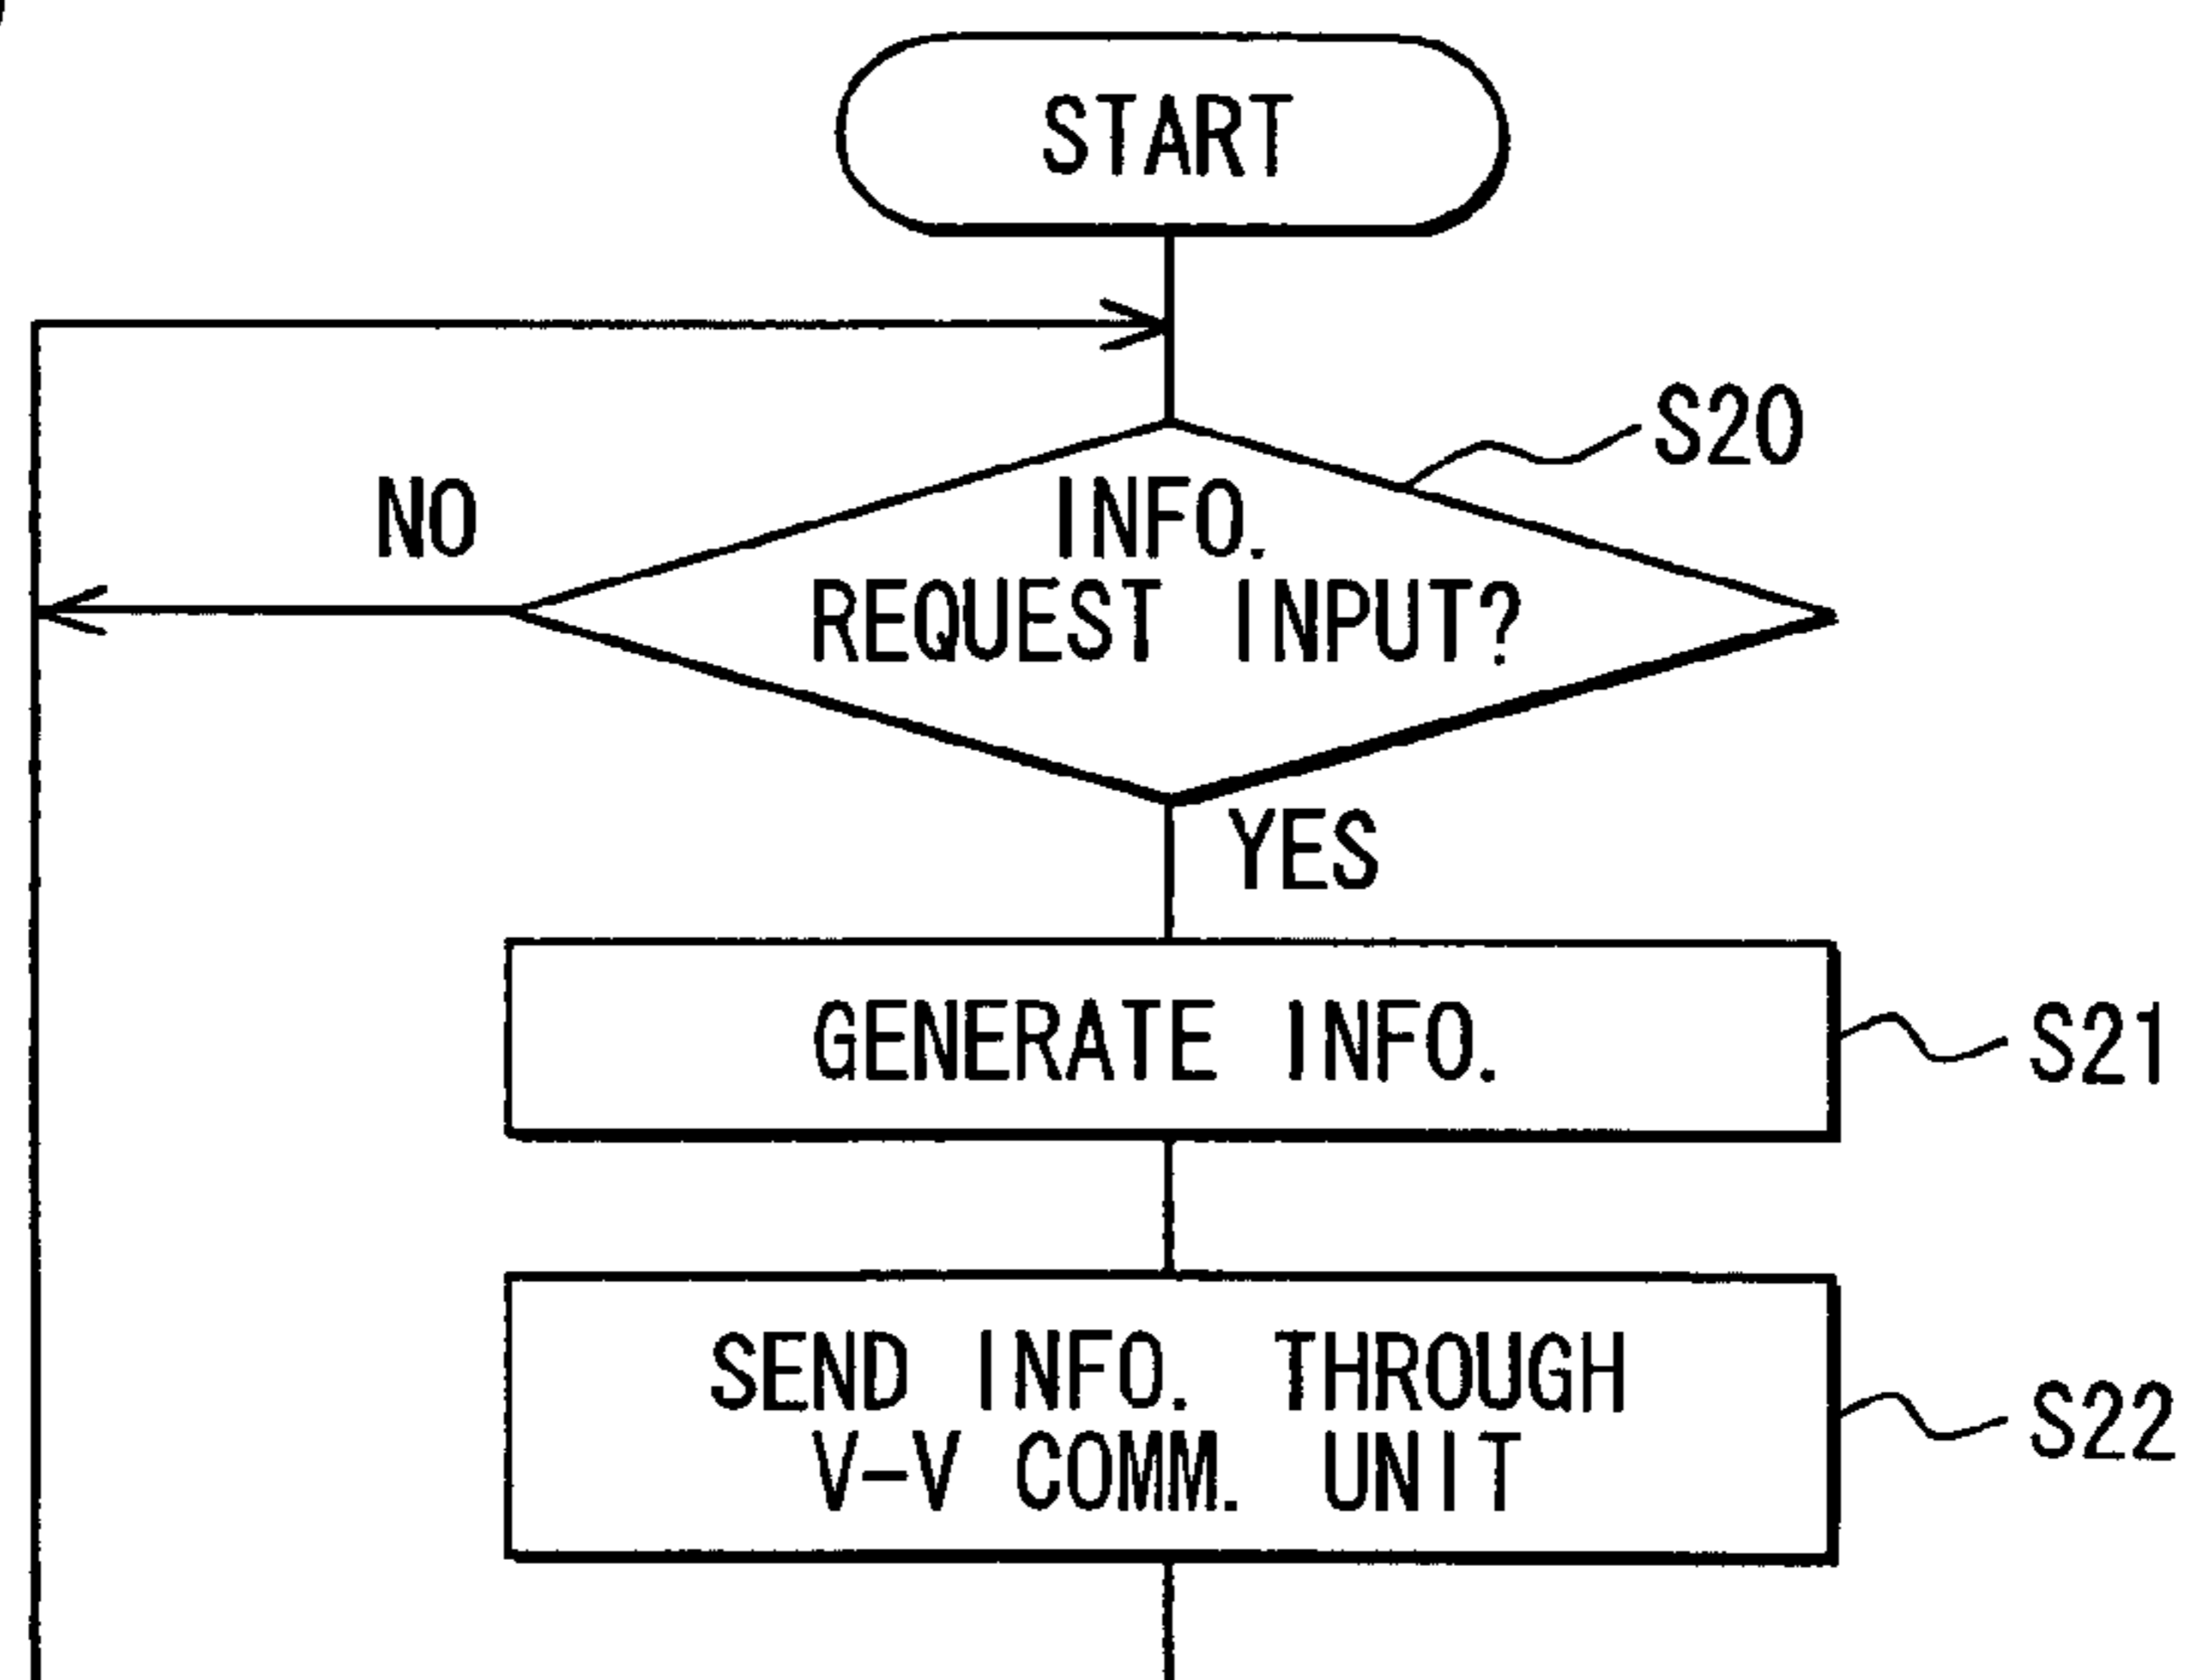 START
S20
NO
INFO.
REQUEST INPUT?
YES
GENERATE INFO.
S21
SEND INFO. THROUGH
V-V COMM. UNIT
S22